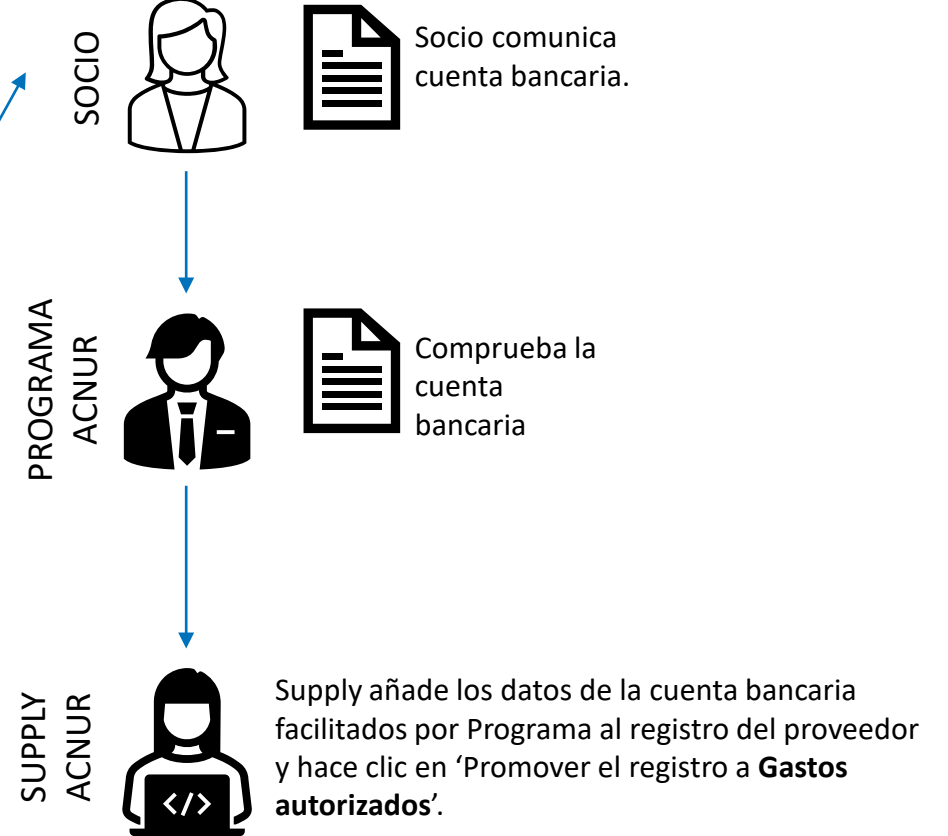 SOCIO
Socio comunica
cuenta bancaria.
PROGRAMA
ACNUR
Comprueba la
cuenta
bancaria
SUPPLY
ACNUR
Supply añade los datos de la cuenta bancaria
facilitados por Programa al registro del proveedor
y hace clic en ‘Promover el registro a Gastos
autorizados’.
</>